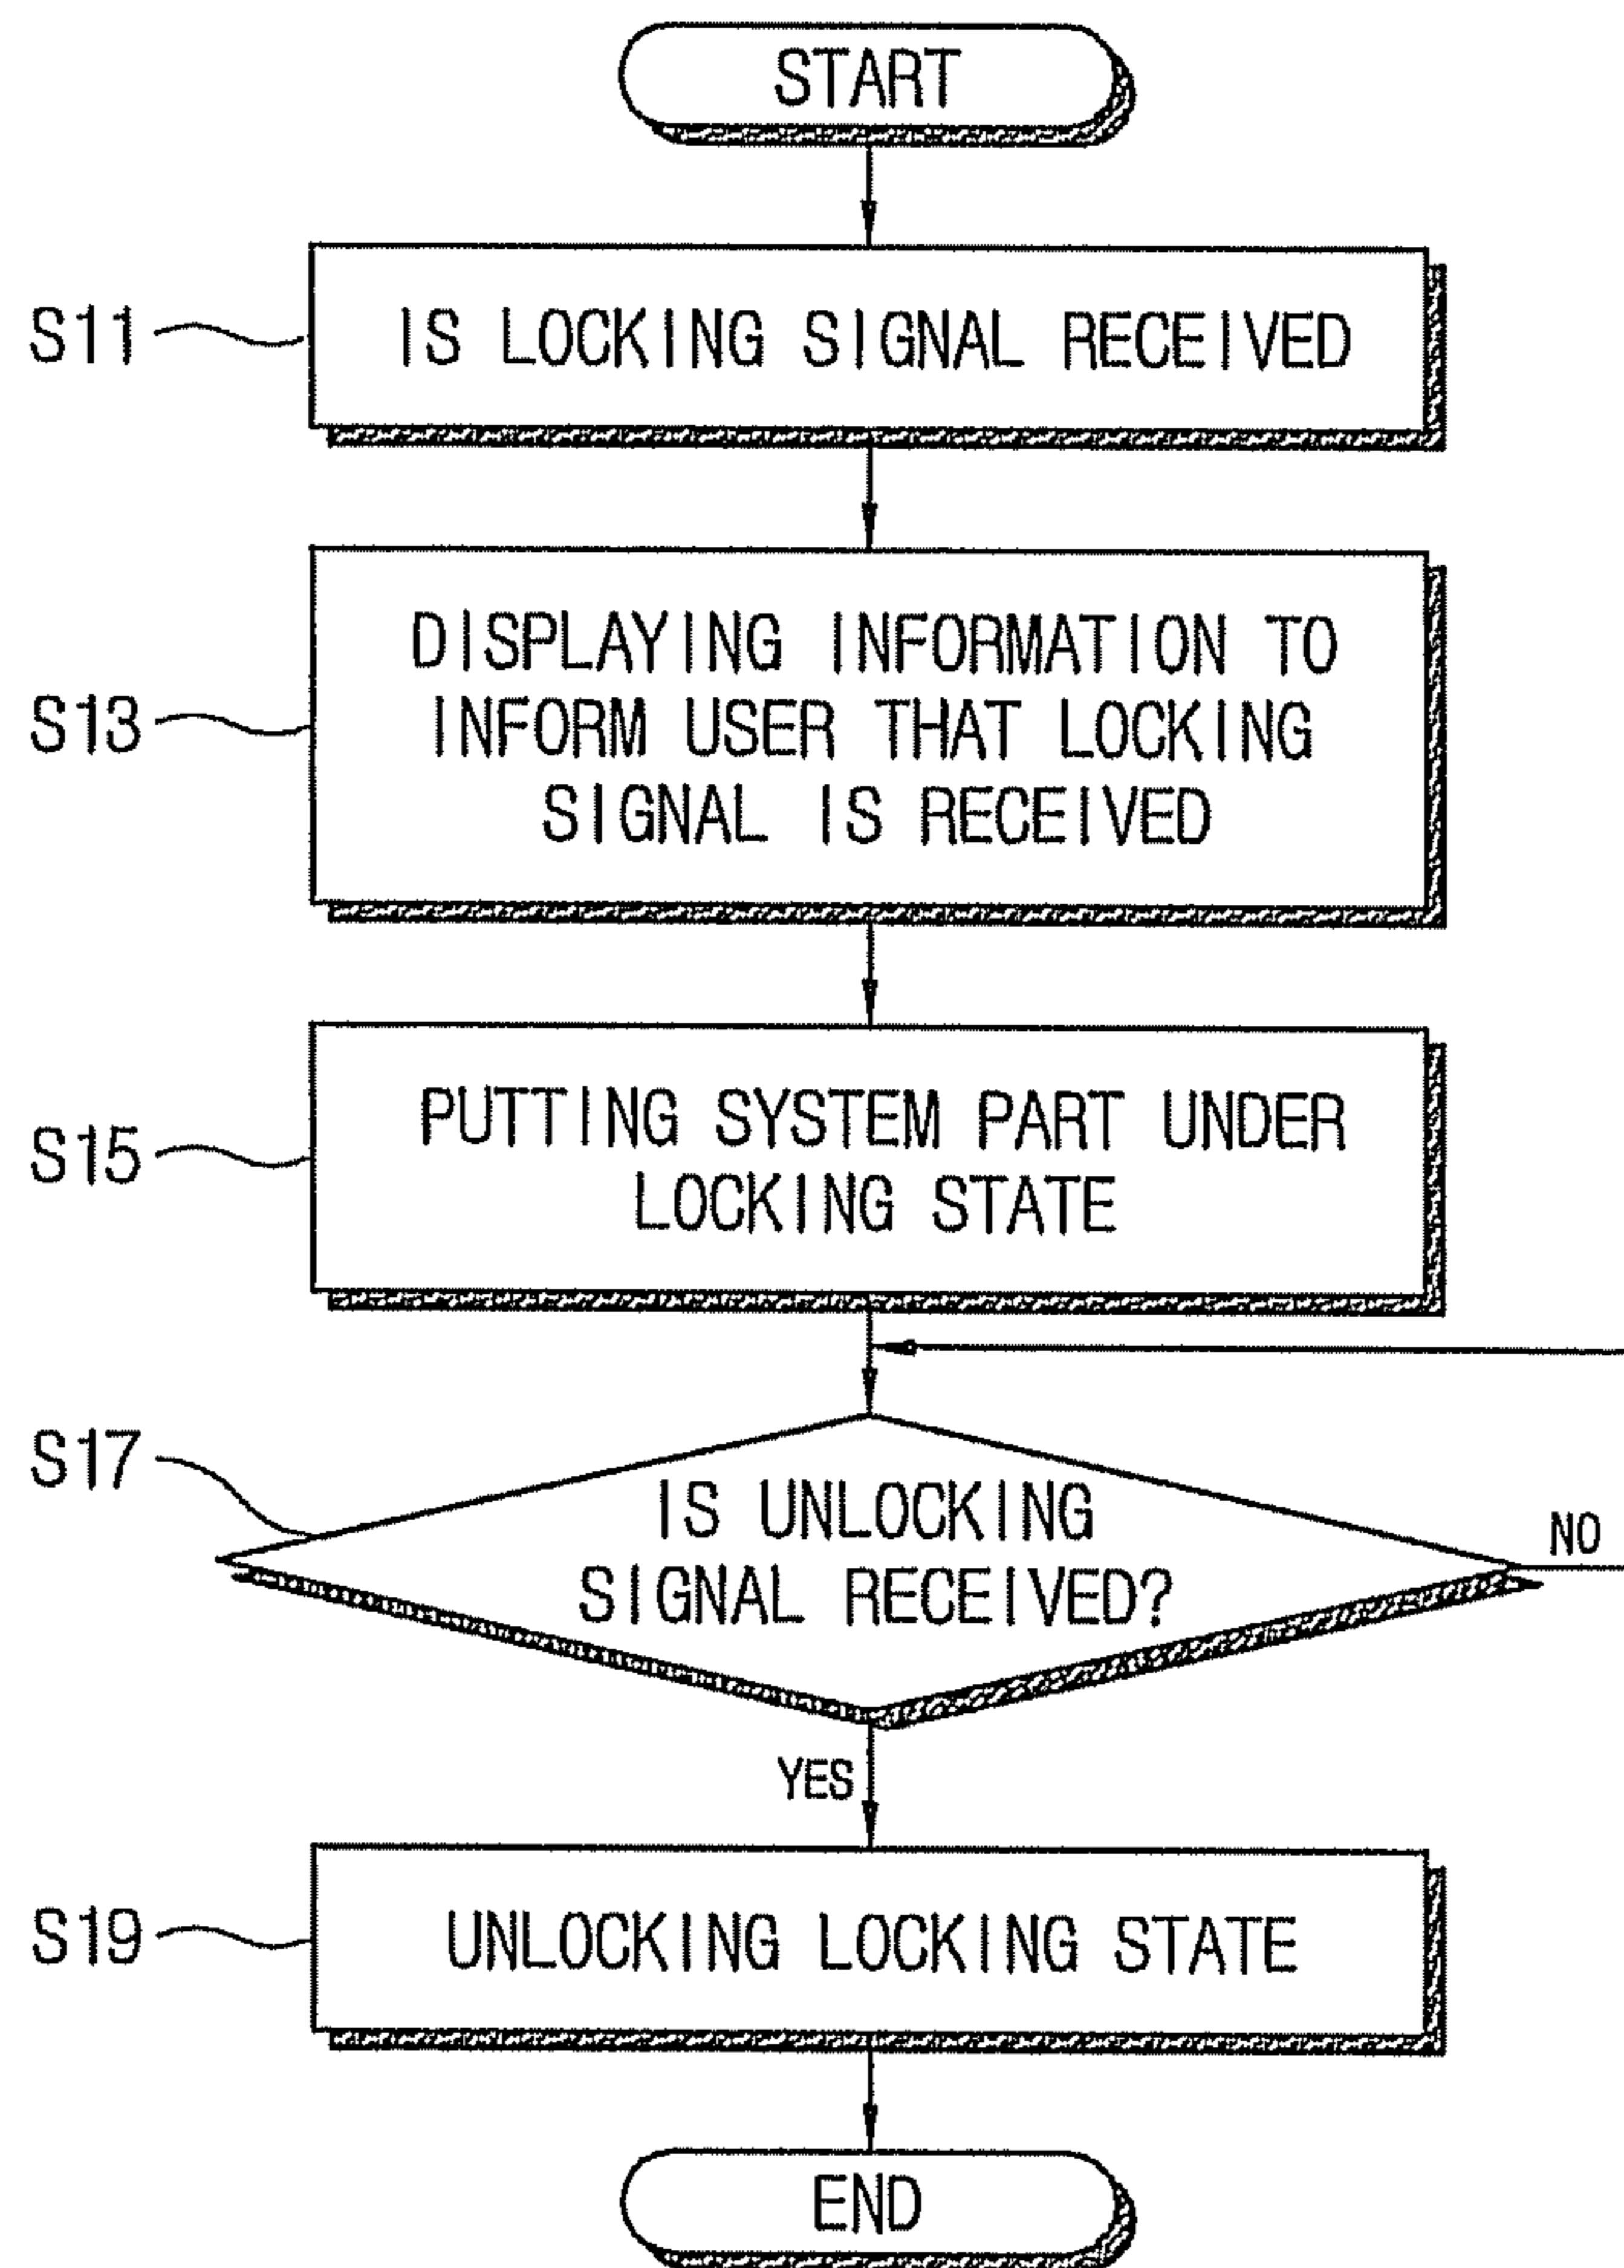 START
S11
IS LOCKING SIGNAL RECEIVED
S13
DISPLAYING INFORMATION TO
INFORM USER THAT LOCKING
SIGNAL IS RECEIVED
S15
PUTTING SYSTEM PART UNDER
LOCKING STATE
S17
IS UNLOCKING
SIGNAL RECEIVED?
NO
YES
S19
UNLOCKING LOCKING STATE
END